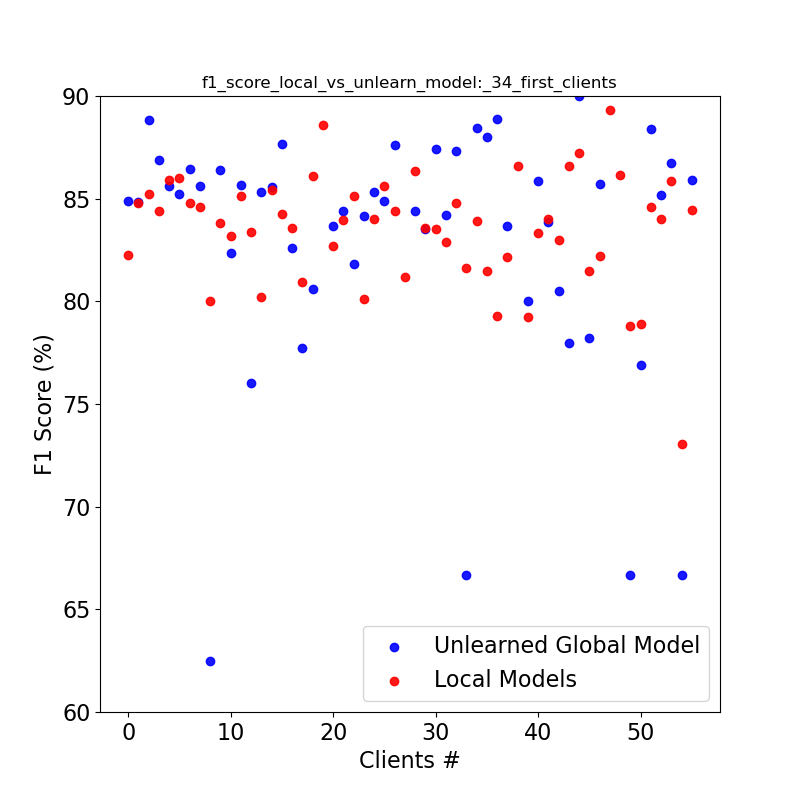 f1_score_local_vs_unlearn_model:_34_first_clients
90
85
80
75
70
65
60
F1 Score (%)
Unlearned Global Model
Local Models
0 10 20 30 40 50
Clients #